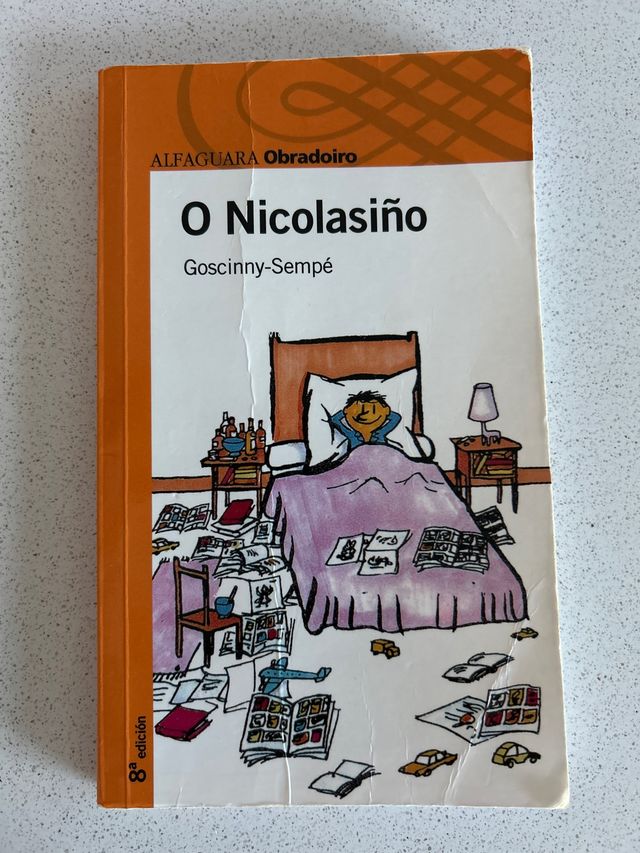 ALFAGUARA Obradoiro
O Nicolasiño
Goscinny-Sempé
8ª edición